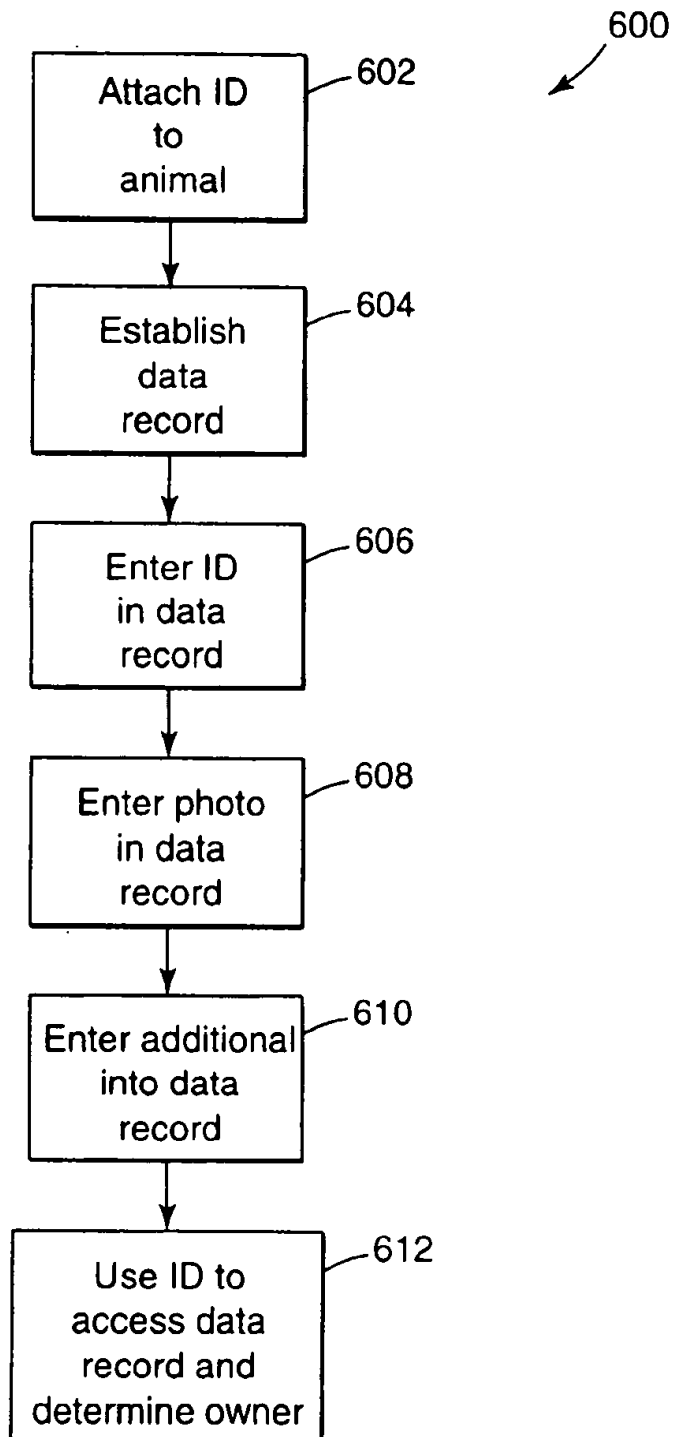 600
602
Attach ID
to
animal
604
Establish
data
record
606
Enter ID
in data
record
608
Enter photo
in data
record
610
Enter additional
into data
record
612
Use ID to
access data
record and
determine owner